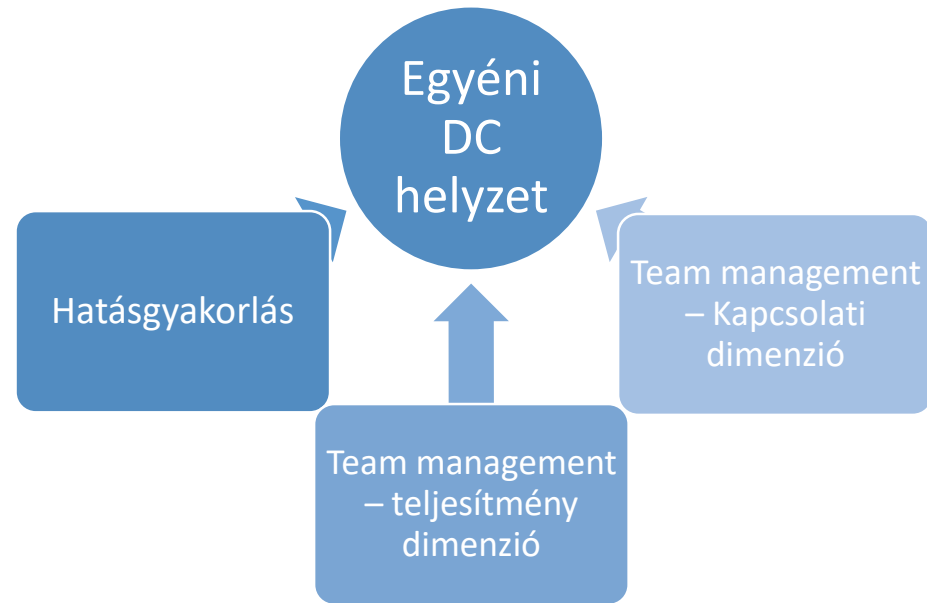 Egyéni
DC
helyzet
Hatásgyakorlás
Team management
– Kapcsolati
dimenzió
Team management
– teljesítmény
dimenzió